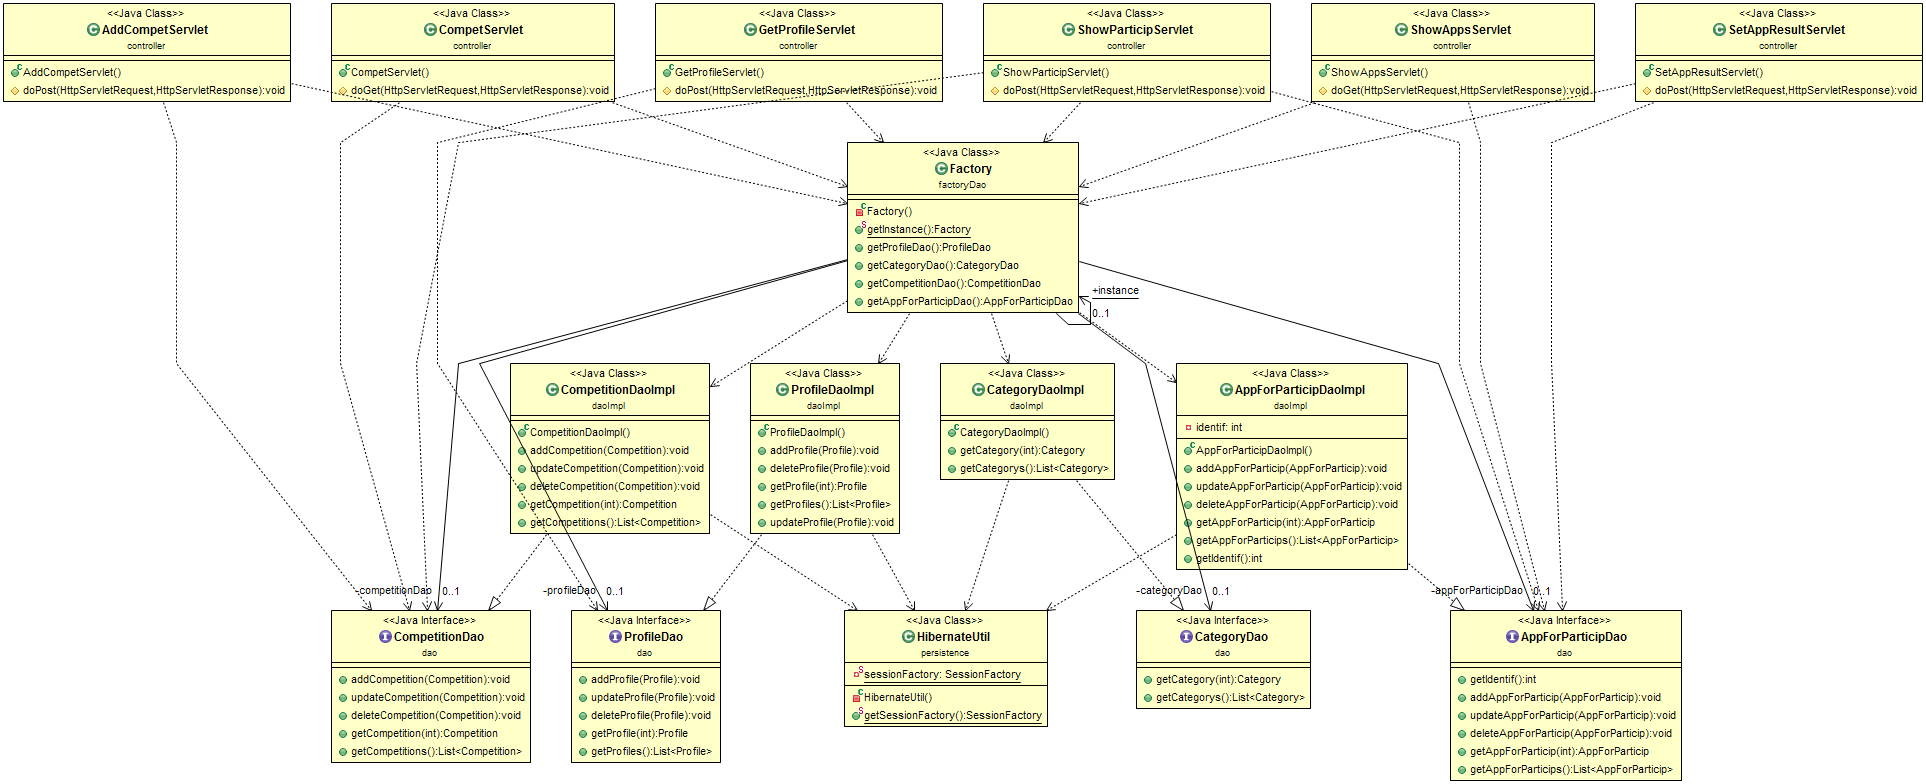 <<Java Class>>
AddCompetServlet
controller
AddCompetServlet()
doPost(HttpServletRequest,HttpServletResponse):void
<<Java Class>>
CompetServlet
controller
CompetServlet()
doGet(HttpServletRequest,HttpServletResponse):void
<<Java Class>>
GetProfileServlet
controller
GetProfileServlet()
doPost(HttpServletRequest,HttpServletResponse):void
<<Java Class>>
ShowParticipServlet
controller
ShowParticipServlet()
doPost(HttpServletRequest,HttpServletResponse):void
<<Java Class>>
ShowAppsServlet
controller
ShowAppsServlet()
doGet(HttpServletRequest,HttpServletResponse):void
<<Java Class>>
SetAppResultServlet
controller
SetAppResultServlet()
doPost(HttpServletRequest,HttpServletResponse):void
<<Java Class>>
Factory
factoryDao
Factory()
getInstance():Factory
getProfileDao():ProfileDao
getCategoryDao():CategoryDao
getCompetitionDao():CompetitionDao
getAppForParticipDao():AppForParticipDao
+instance
0..1
<<Java Class>>
CompetitionDaoImpl
daoImpl
CompetitionDaoImpl()
addCompetition(Competition):void
updateCompetition(Competition):void
deleteCompetition(Competition):void
getCompetition(int):Competition
getCompetitions():List<Competition>
<<Java Class>>
ProfileDaoImpl
daoImpl
ProfileDaoImpl()
addProfile(Profile):void
deleteProfile(Profile):void
getProfile(int):Profile
getProfiles():List<Profile>
updateProfile(Profile):void
<<Java Class>>
CategoryDaoImpl
daoImpl
CategoryDaoImpl()
getCategory(int):Category
getCategorys():List<Category>
<<Java Class>>
AppForParticipDaoImpl
daoImpl
identif: int
AppForParticipDaoImpl()
addAppForParticip(AppForParticip):void
updateAppForParticip(AppForParticip):void
deleteAppForParticip(AppForParticip):void
getAppForParticip(int):AppForParticip
getAppForParticips():List<AppForParticip>
getIdentif():int
-competitionDao
0..1
-profileDao
0..1
-categoryDao
0..1
-appForParticipDao
0..1
<<Java Interface>>
CompetitionDao
dao
addCompetition(Competition):void
updateCompetition(Competition):void
deleteCompetition(Competition):void
getCompetition(int):Competition
getCompetitions():List<Competition>
<<Java Interface>>
ProfileDao
dao
addProfile(Profile):void
updateProfile(Profile):void
deleteProfile(Profile):void
getProfile(int):Profile
getProfiles():List<Profile>
<<Java Class>>
HibernateUtil
persistence
sessionFactory: SessionFactory
HibernateUtil()
getSessionFactory():SessionFactory
<<Java Interface>>
CategoryDao
dao
getCategory(int):Category
getCategorys():List<Category>
<<Java Interface>>
AppForParticipDao
dao
getIdentif():int
addAppForParticip(AppForParticip):void
updateAppForParticip(AppForParticip):void
deleteAppForParticip(AppForParticip):void
getAppForParticip(int):AppForParticip
getAppForParticips():List<AppForParticip>